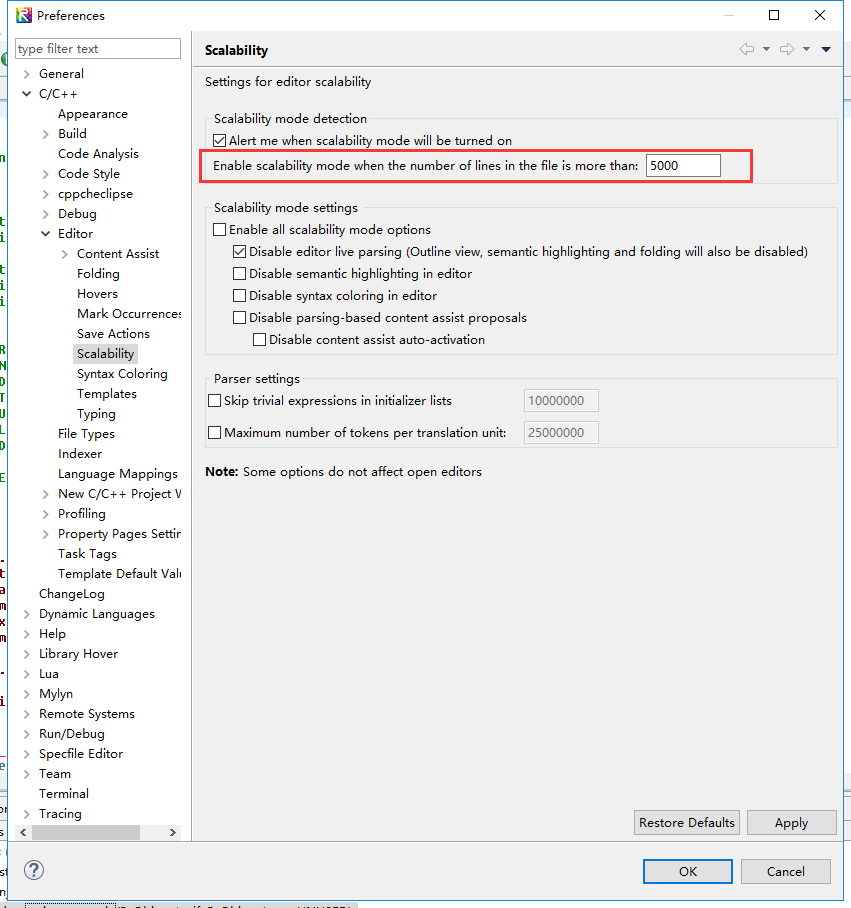 Preferences
type filter text
General
C/C++
Appearance
Build
Code Analysis
Code Style
cppcheclipse
Debug
Editor
Content Assist
Folding
Hovers
Mark Occurrences
Save Actions
Scalability
Syntax Coloring
Templates
Typing
File Types
Indexer
Language Mappings
New C/C++ Project W
Profiling
Property Pages Settin
Task Tags
Template Default Valu
ChangeLog
Dynamic Languages
Help
Library Hover
Lua
Mylyn
Remote Systems
Run/Debug
Specfile Editor
Team
Terminal
Tracing
Scalability
Settings for editor scalability
Scalability mode detection
Alert me when scalability mode will be turned on
Enable scalability mode when the number of lines in the file is more than: 5000
Scalability mode settings
Enable all scalability mode options
Disable editor live parsing (Outline view, semantic highlighting and folding will also be disabled)
Disable semantic highlighting in editor
Disable syntax coloring in editor
Disable parsing-based content assist proposals
Disable content assist auto-activation
Parser settings
Skip trivial expressions in initializer lists 10000000
Maximum number of tokens per translation unit: 25000000
Note: Some options do not affect open editors
Restore Defaults Apply
? OK Cancel